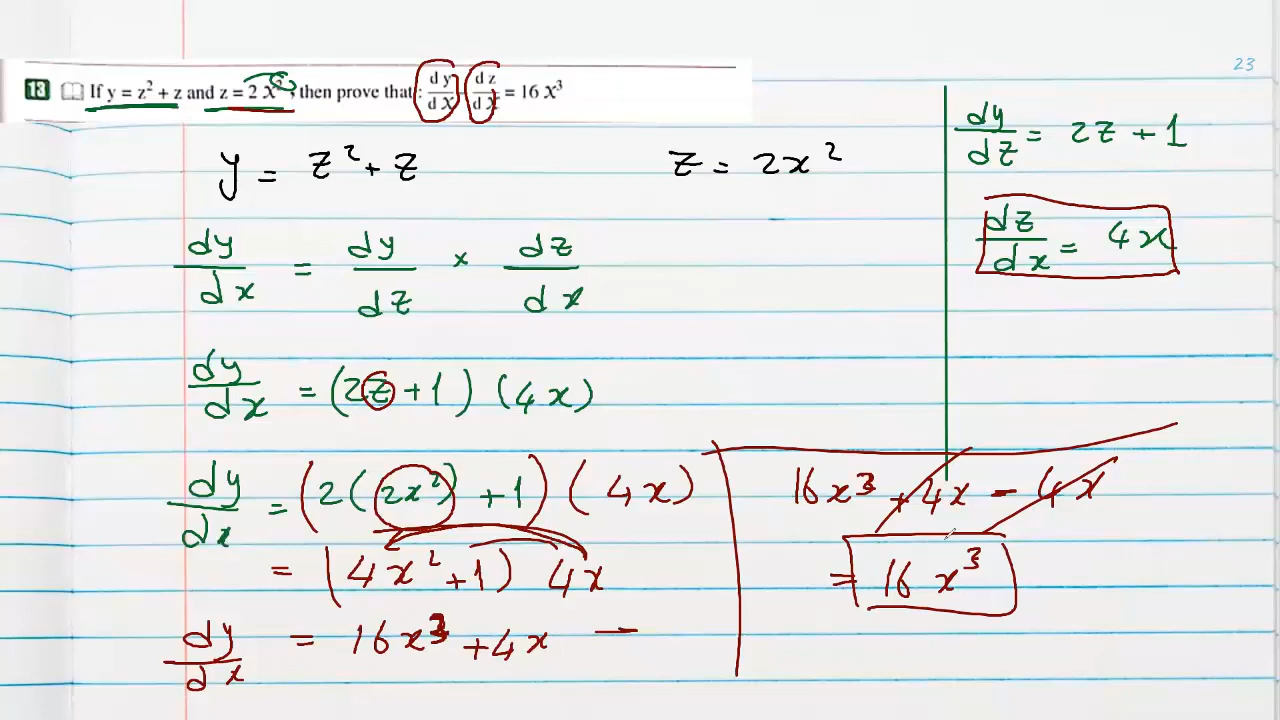 23
13 If y = z² + z and z = 2 X², then prove that : dy/dX - dz/dX = 16 X³
y = z² + z
z = 2x²
dy/dz = 2z + 1
dz/dx = 4x
dy/dx = dy/dz × dz/dx
dy/dx = (2z + 1) (4x)
dy/dx = (2(2x²) + 1) (4x)
= (4x² + 1) 4x
dy/dx = 16x³ + 4x —
16x³ + 4x - 4x
= 16x³